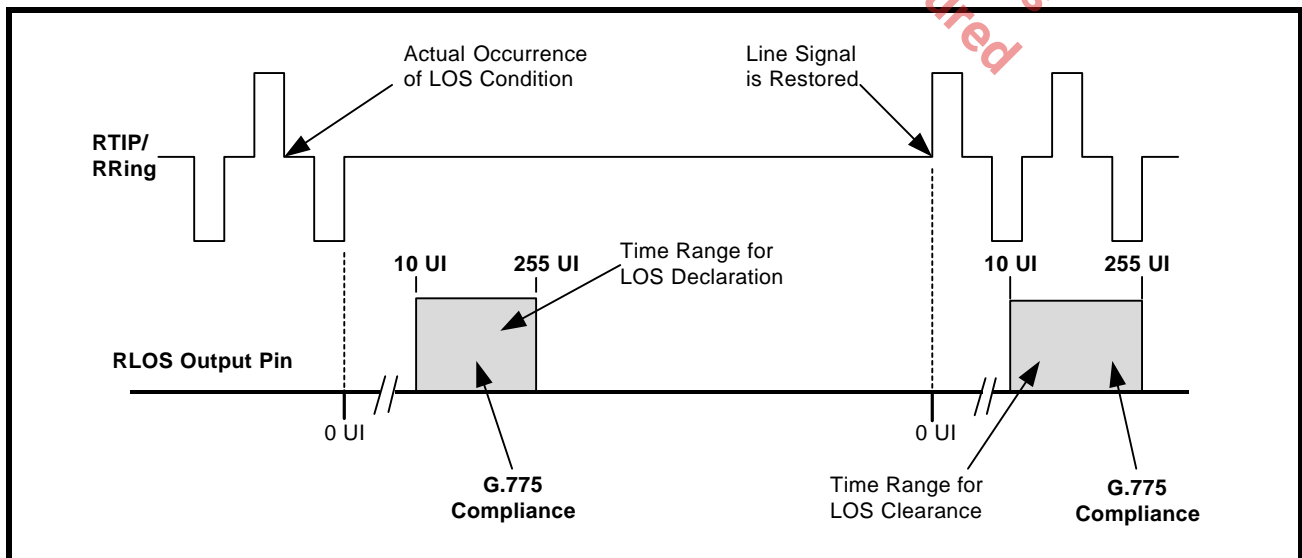 Actual Occurrence
of LOS Condition
Line Signal
is Restored
RTIP/
RRing
Time Range for
LOS Declaration
10 UI
255 UI
10 UI
255 UI
RLOS Output Pin
0 UI
0 UI
G.775
Compliance
Time Range for
LOS Clearance
G.775
Compliance